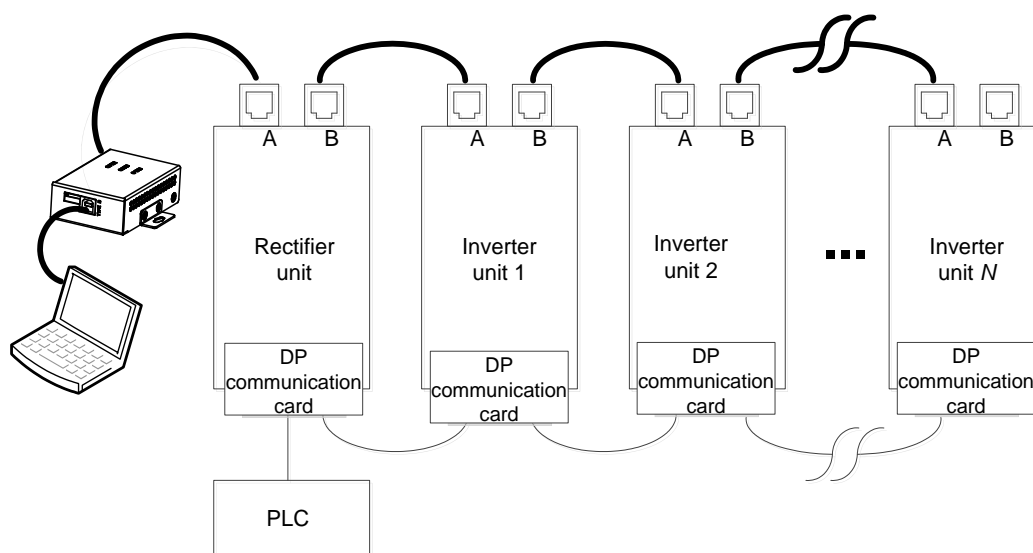 A B
A B
A B
A B
Rectifier
unit
Inverter
unit 1
Inverter
unit 2
...
Inverter
unit N
DP
communication
card
DP
communication
card
DP
communication
card
DP
communication
card
PLC